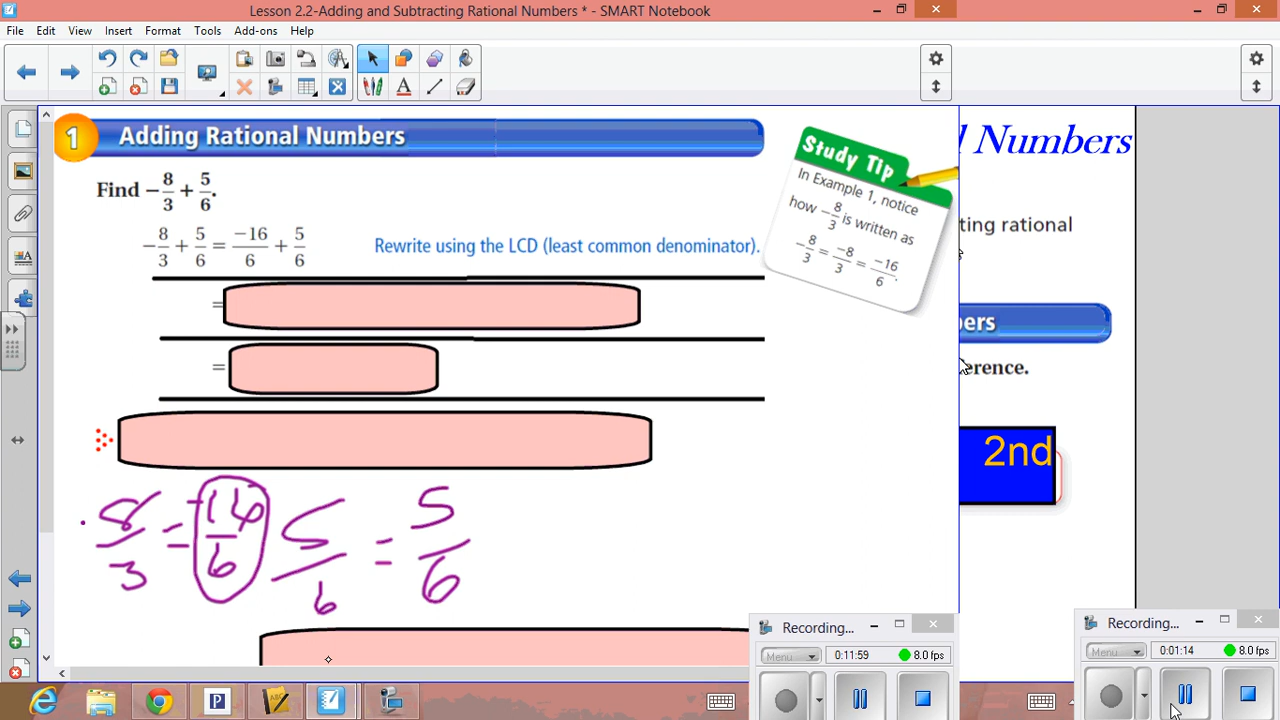 Lesson 2.2-Adding and Subtracting Rational Numbers * - SMART Notebook
File Edit View Insert Format Tools Add-ons Help
1 Adding Rational Numbers
Find −8/3 + 5/6.
−8/3 + 5/6 = −16/6 + 5/6 Rewrite using the LCD (least common denominator).
=
=
Study Tip
In Example 1, notice
how −8/3 is written as
−8/3 = −8/3 = −16/6.
8/3 = −16/6 5/6 = 5/6
l Numbers
ting rational
bers
erence.
2nd
Recording...
Menu 0:11:59 8.0 fps
Recording...
Menu 0:01:14 8.0 fps